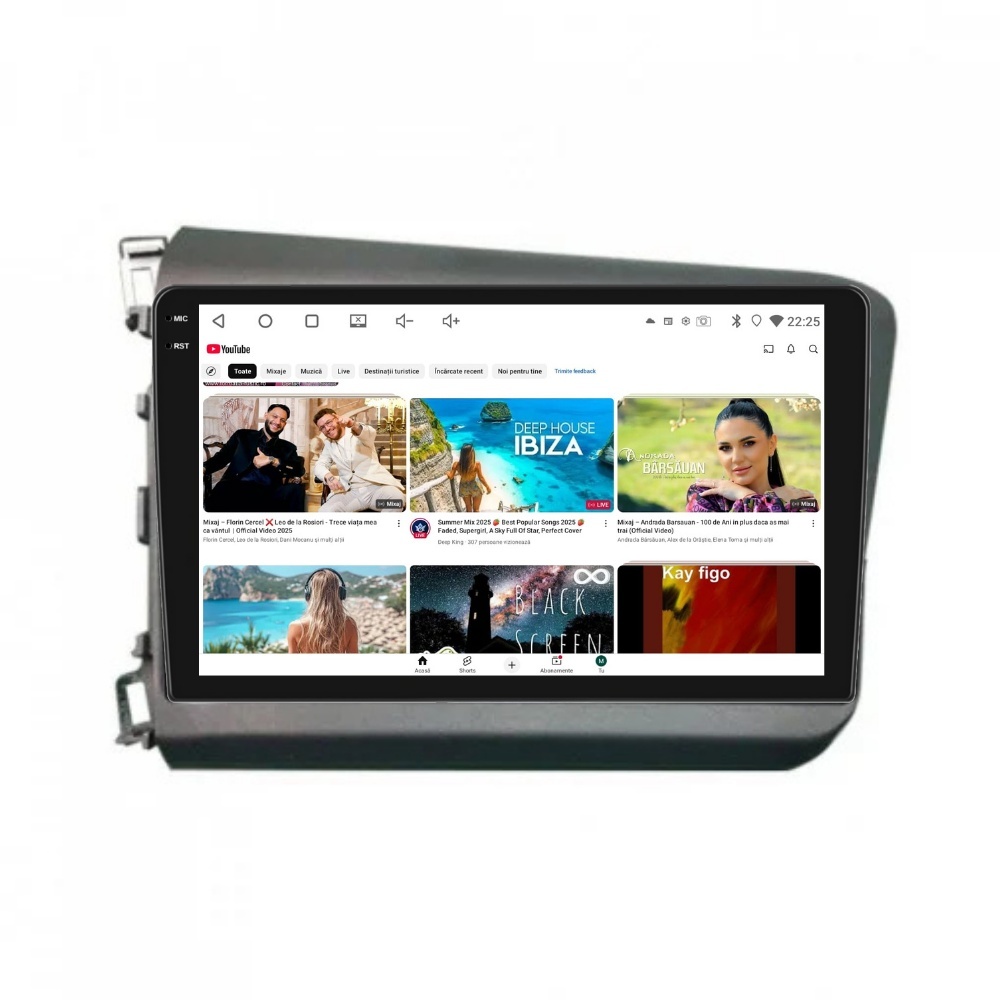 MIC
RST
22:25
YouTube
Toate
Mixaje
Muzică
Live
Destinații turistice
Încărcate recent
Noi pentru tine
Trimite feedback
Mixaj
DEEP HOUSE
IBIZA
LIVE
ANDRADA
BÂRSĂUAN
Mixaj
Mixaj – Florin Cercel ❌ Leo de la Rosiori - Trece viața mea
ca vântul | Official Video 2025
Florin Cercel, Leo de la Rosiori, Dani Mocanu și mulți alții
LIVE
Summer Mix 2025 🍓 Best Popular Songs 2025 🍓
Faded, Supergirl, A Sky Full Of Star, Perfect Cover
Deep King · 307 persoane vizionează
Mixaj – Andrada Barsauan - 100 de Ani in plus daca as mai
trai (Official Video)
Andrada Bârsăuan, Alex de la Orăștie, Elena Toma și mulți alții
BLACK
SCREEN
Kay figo
Acasă
Shorts
Abonamente
M
Tu